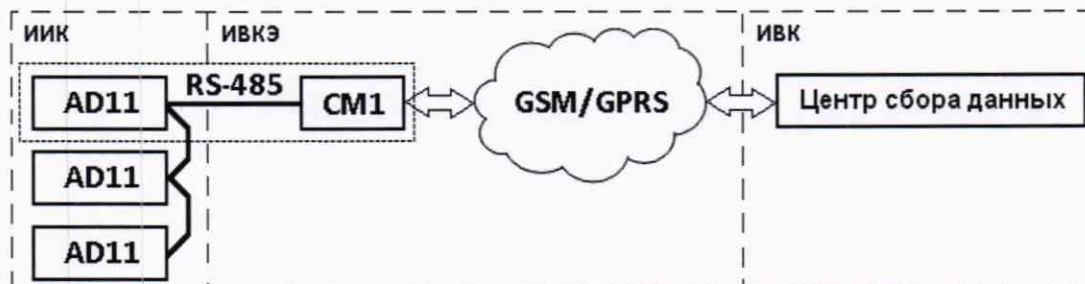 ИИК
ИВКЭ
ИВК
AD11
RS-485
CM1
GSM/GPRS
Центр сбора данных
AD11
AD11